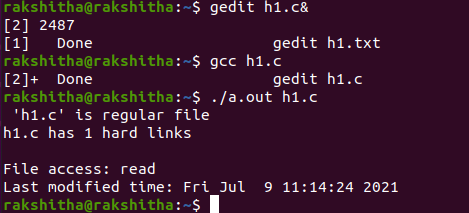 rakshitha@rakshitha:~$ gedit h1.c&
[2] 2487
[1]   Done                    gedit h1.txt
rakshitha@rakshitha:~$ gcc h1.c
[2]+  Done                    gedit h1.c
rakshitha@rakshitha:~$ ./a.out h1.c
 'h1.c' is regular file
h1.c has 1 hard links

File access: read
Last modified time: Fri Jul  9 11:14:24 2021
rakshitha@rakshitha:~$